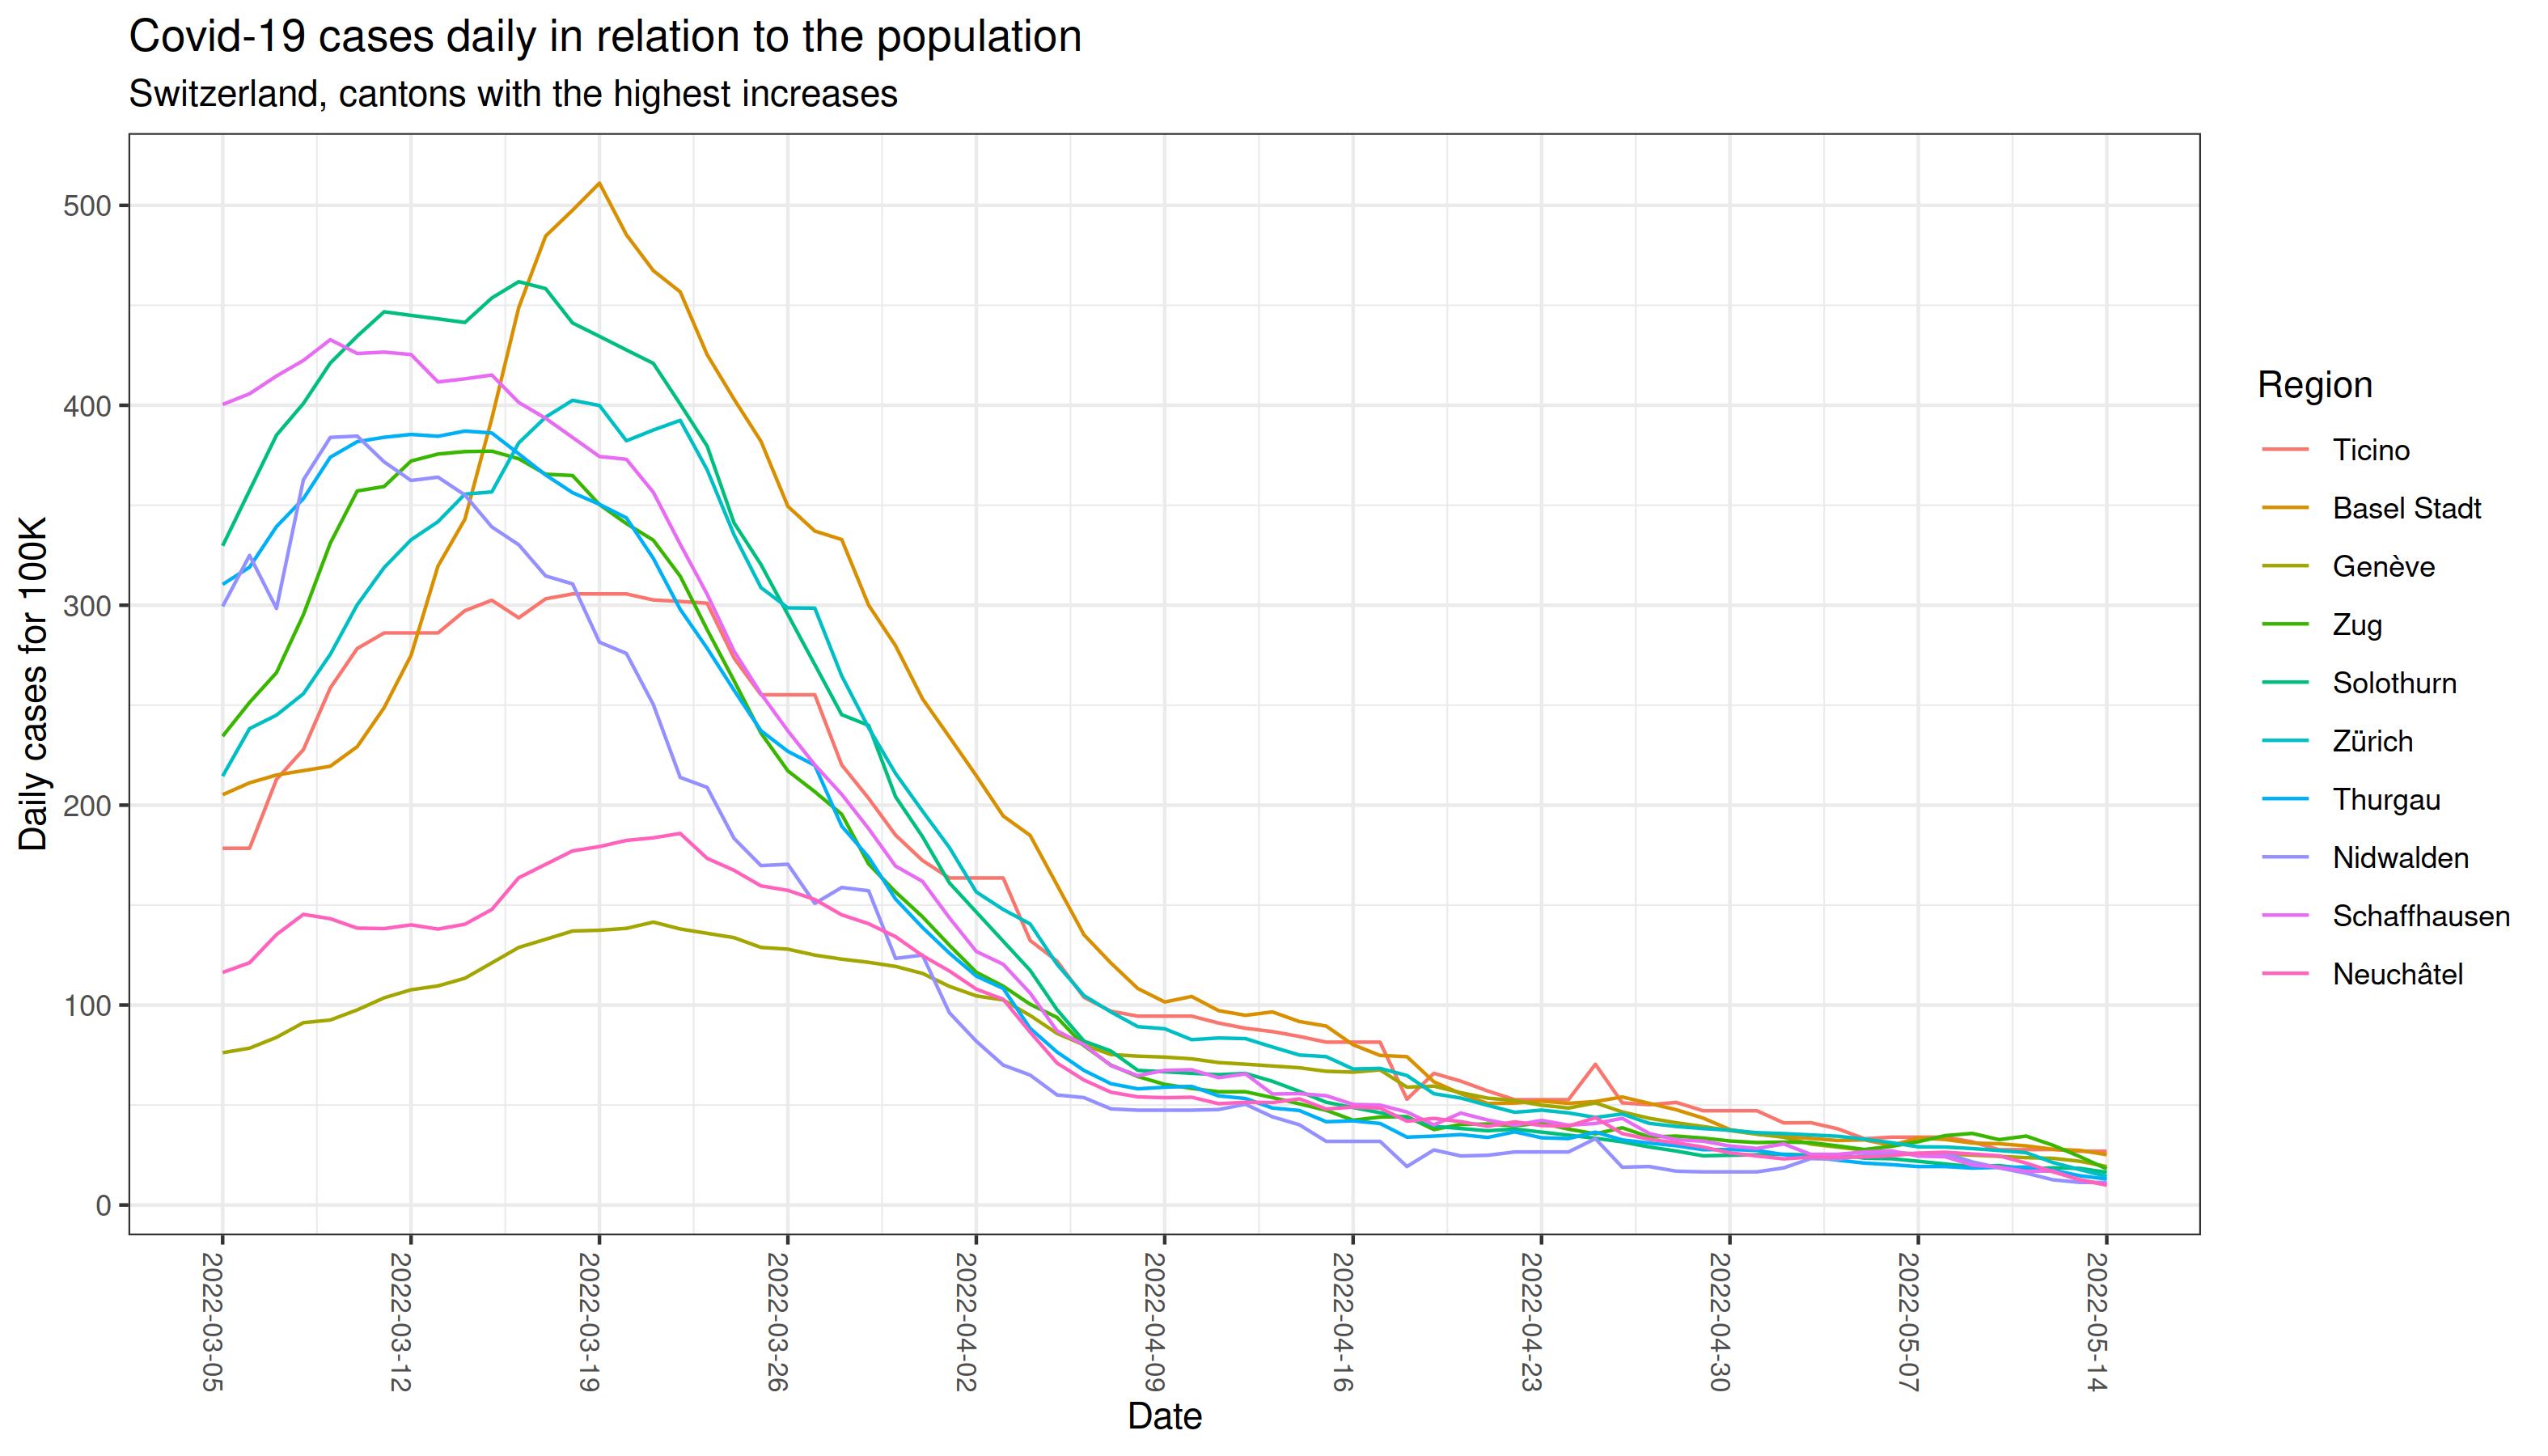 Covid-19 cases daily in relation to the population
Switzerland, cantons with the highest increases
Daily cases for 100K
500
400
300
200
100
0
2022-03-05
2022-03-12
2022-03-19
2022-03-26
2022-04-02
2022-04-09
2022-04-16
2022-04-23
2022-04-30
2022-05-07
2022-05-14
Date
Region
Ticino
Basel Stadt
Genève
Zug
Solothurn
Zürich
Thurgau
Nidwalden
Schaffhausen
Neuchâtel